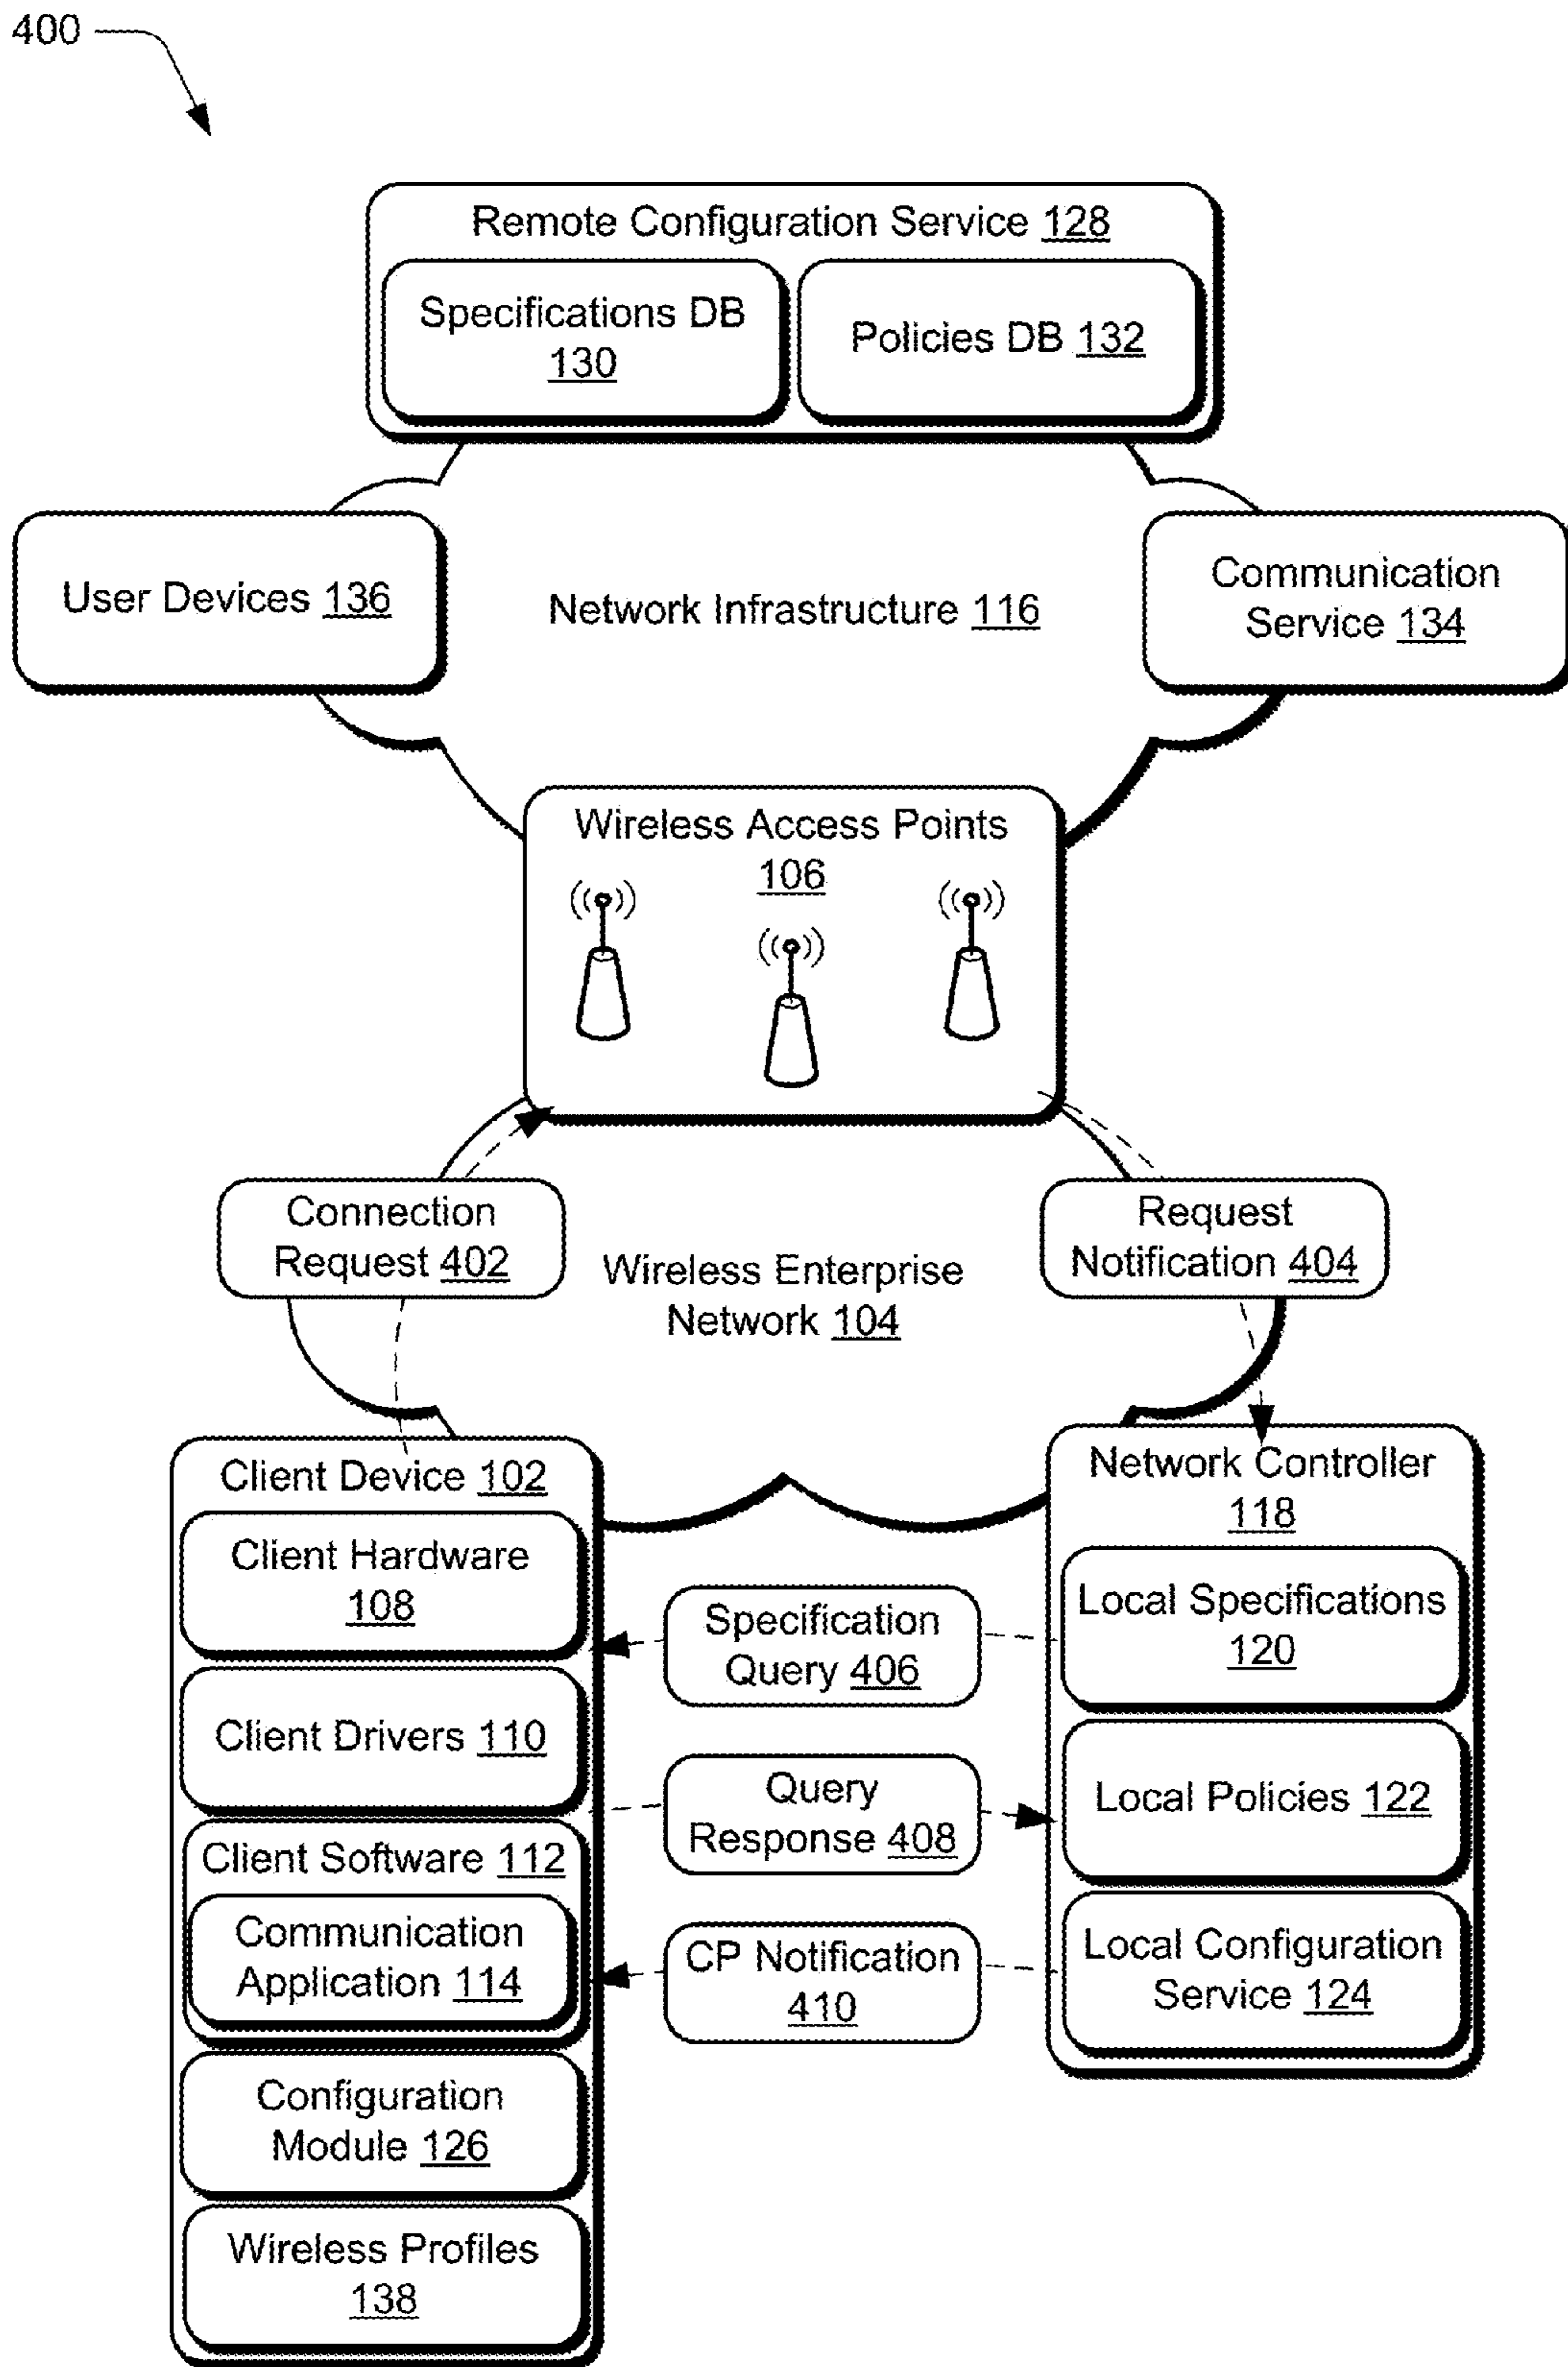 400
Remote Configuration Service 128
Specifications DB
130
Policies DB 132
User Devices 136
Network Infrastructure 116
Communication
Service 134
Wireless Access Points
106
Connection
Request 402
Request
Notification 404
Wireless Enterprise
Network 104
Client Device 102
Client Hardware
108
Client Drivers 110
Client Software 112
Communication
Application 114
Configuration
Module 126
Wireless Profiles
138
Specification
Query 406
Query
Response 408
CP Notification
410
Network Controller
118
Local Specifications
120
Local Policies 122
Local Configuration
Service 124